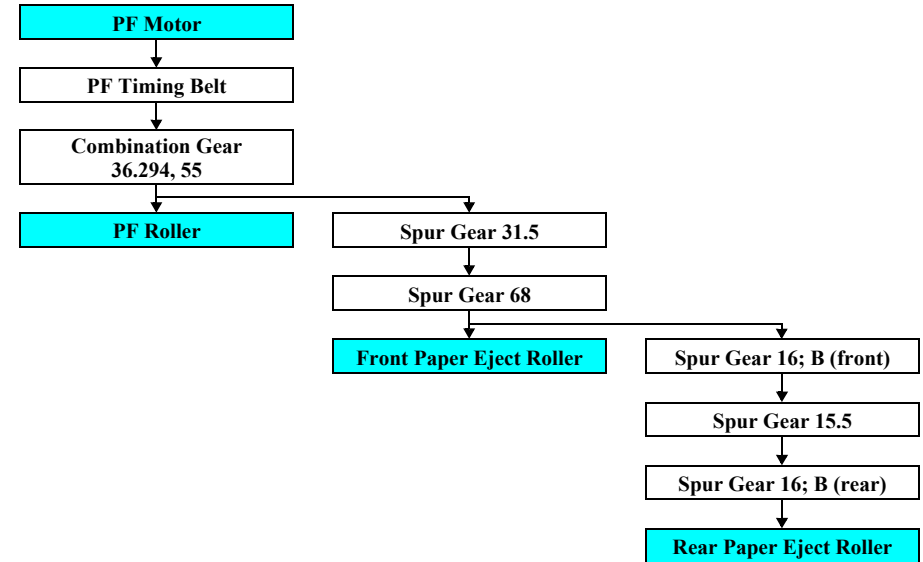 PF Motor
PF Timing Belt
Combination Gear
36.294, 55
PF Roller
Spur Gear 31.5
Spur Gear 68
Front Paper Eject Roller
Spur Gear 16; B (front)
Spur Gear 15.5
Spur Gear 16; B (rear)
Rear Paper Eject Roller